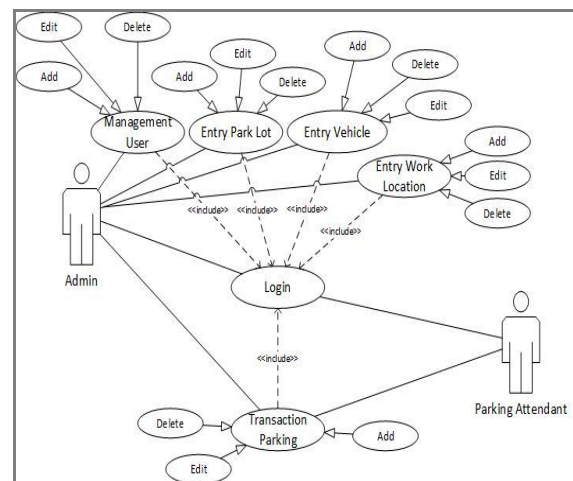 Edit
Delete
Add
Edit
Add
Delete
Add
Delete
Edit
Management
User
Entry Park Lot
Entry Vehicle
Add
Entry Work
Location
Edit
Delete
<<include>>
<<include>>
<<include>>
<<include>>
Admin
Login
<<include>>
Parking Attendant
Delete
Transaction
Parking
Add
Edit